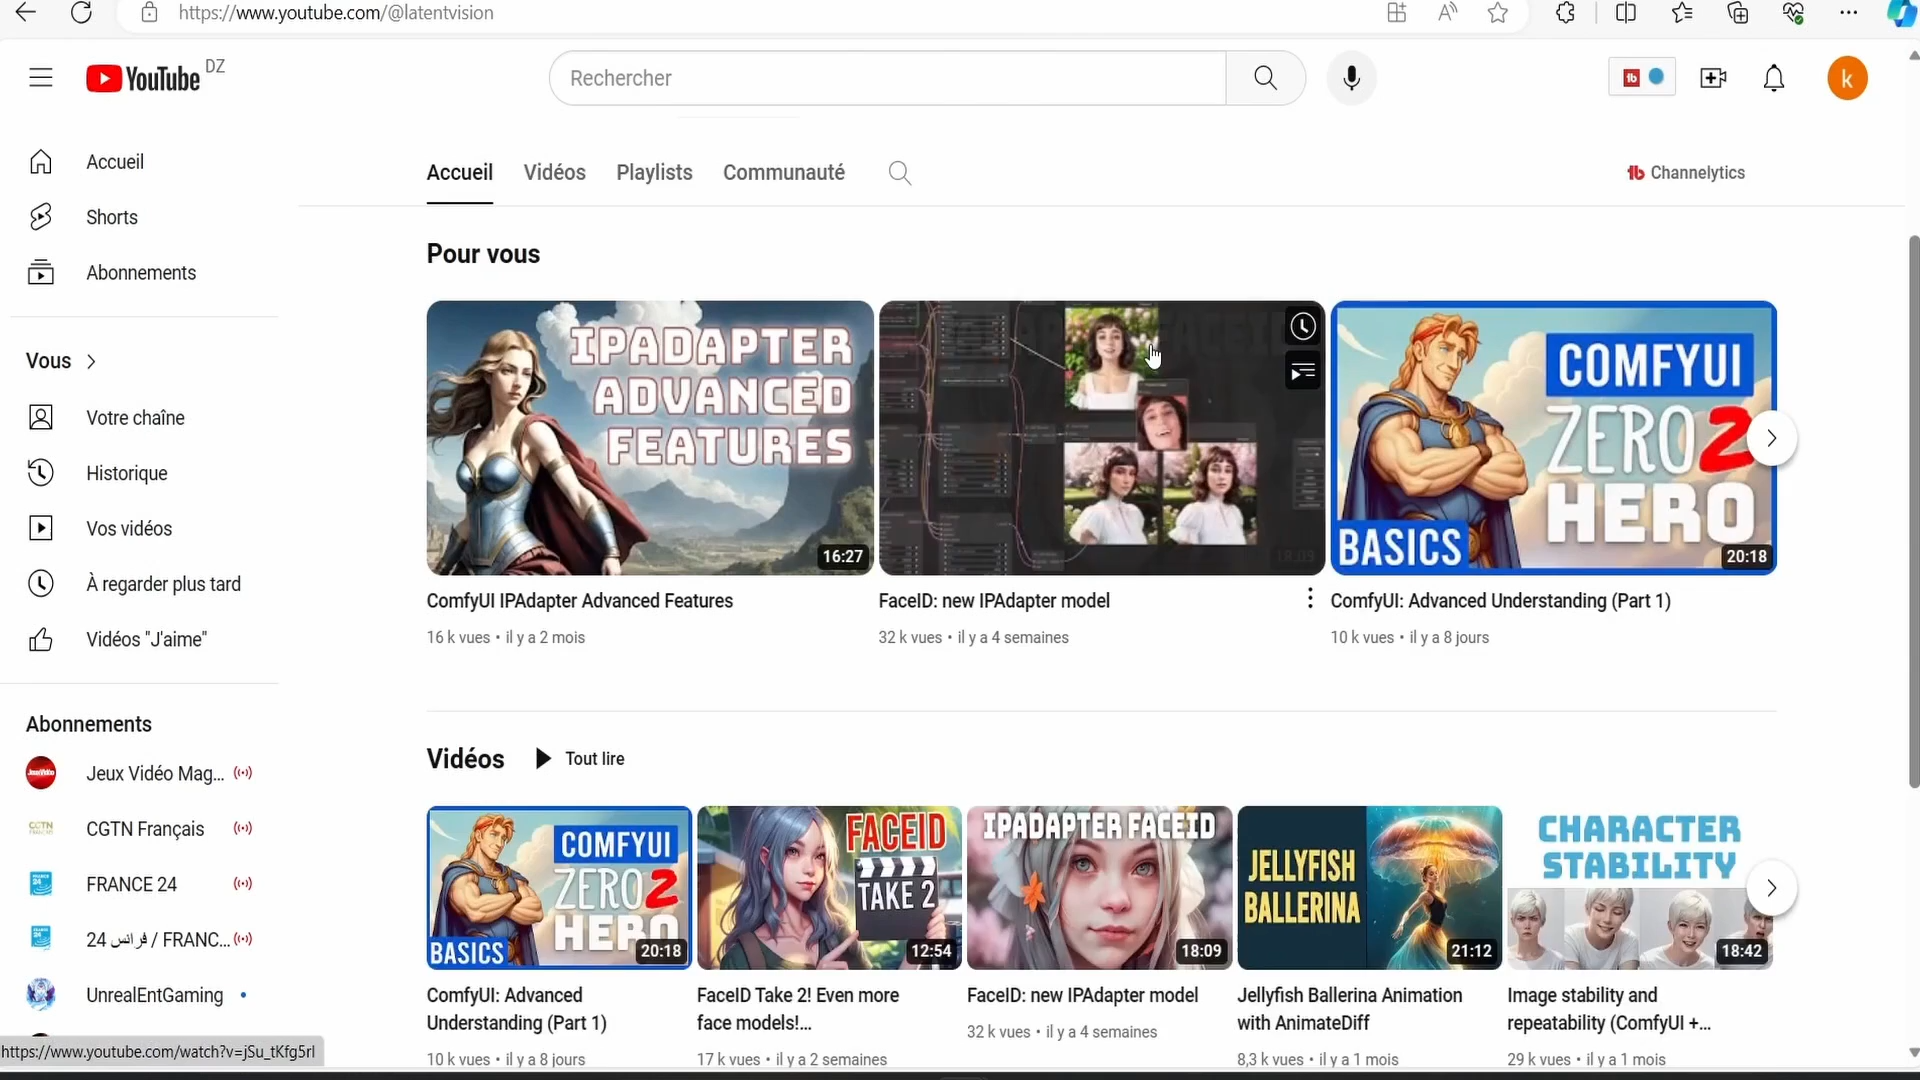 https://www.youtube.com/@latentvision
YouTube DZ
Rechercher
k
Accueil
Shorts
Abonnements
Vous
Votre chaîne
Historique
Vos vidéos
À regarder plus tard
Vidéos "J'aime"
Abonnements
Jeux Vidéo Mag...
CGTN Français
FRANCE 24
فرانس 24 / FRANC...
UnrealEntGaming
https://www.youtube.com/watch?v=jSu_tKfg5rI
Accueil Vidéos Playlists Communauté
Channelytics
Pour vous
IPADAPTER
ADVANCED
FEATURES
16:27
ComfyUI IPAdapter Advanced Features
16 k vues • il y a 2 mois
18:09
FaceID: new IPAdapter model
32 k vues • il y a 4 semaines
COMFYUI
ZERO 2
HERO
BASICS
20:18
ComfyUI: Advanced Understanding (Part 1)
10 k vues • il y a 8 jours
Vidéos Tout lire
COMFYUI
ZERO 2
HERO
BASICS
20:18
ComfyUI: Advanced
Understanding (Part 1)
10 k vues • il y a 8 jours
FACEID
TAKE 2
12:54
FaceID Take 2! Even more
face models!...
17 k vues • il y a 2 semaines
IPADAPTER FACEID
18:09
FaceID: new IPAdapter model
32 k vues • il y a 4 semaines
JELLYFISH
BALLERINA
21:12
Jellyfish Ballerina Animation
with AnimateDiff
8,3 k vues • il y a 1 mois
CHARACTER
STABILITY
18:42
Image stability and
repeatability (ComfyUI +...
29 k vues • il y a 1 mois